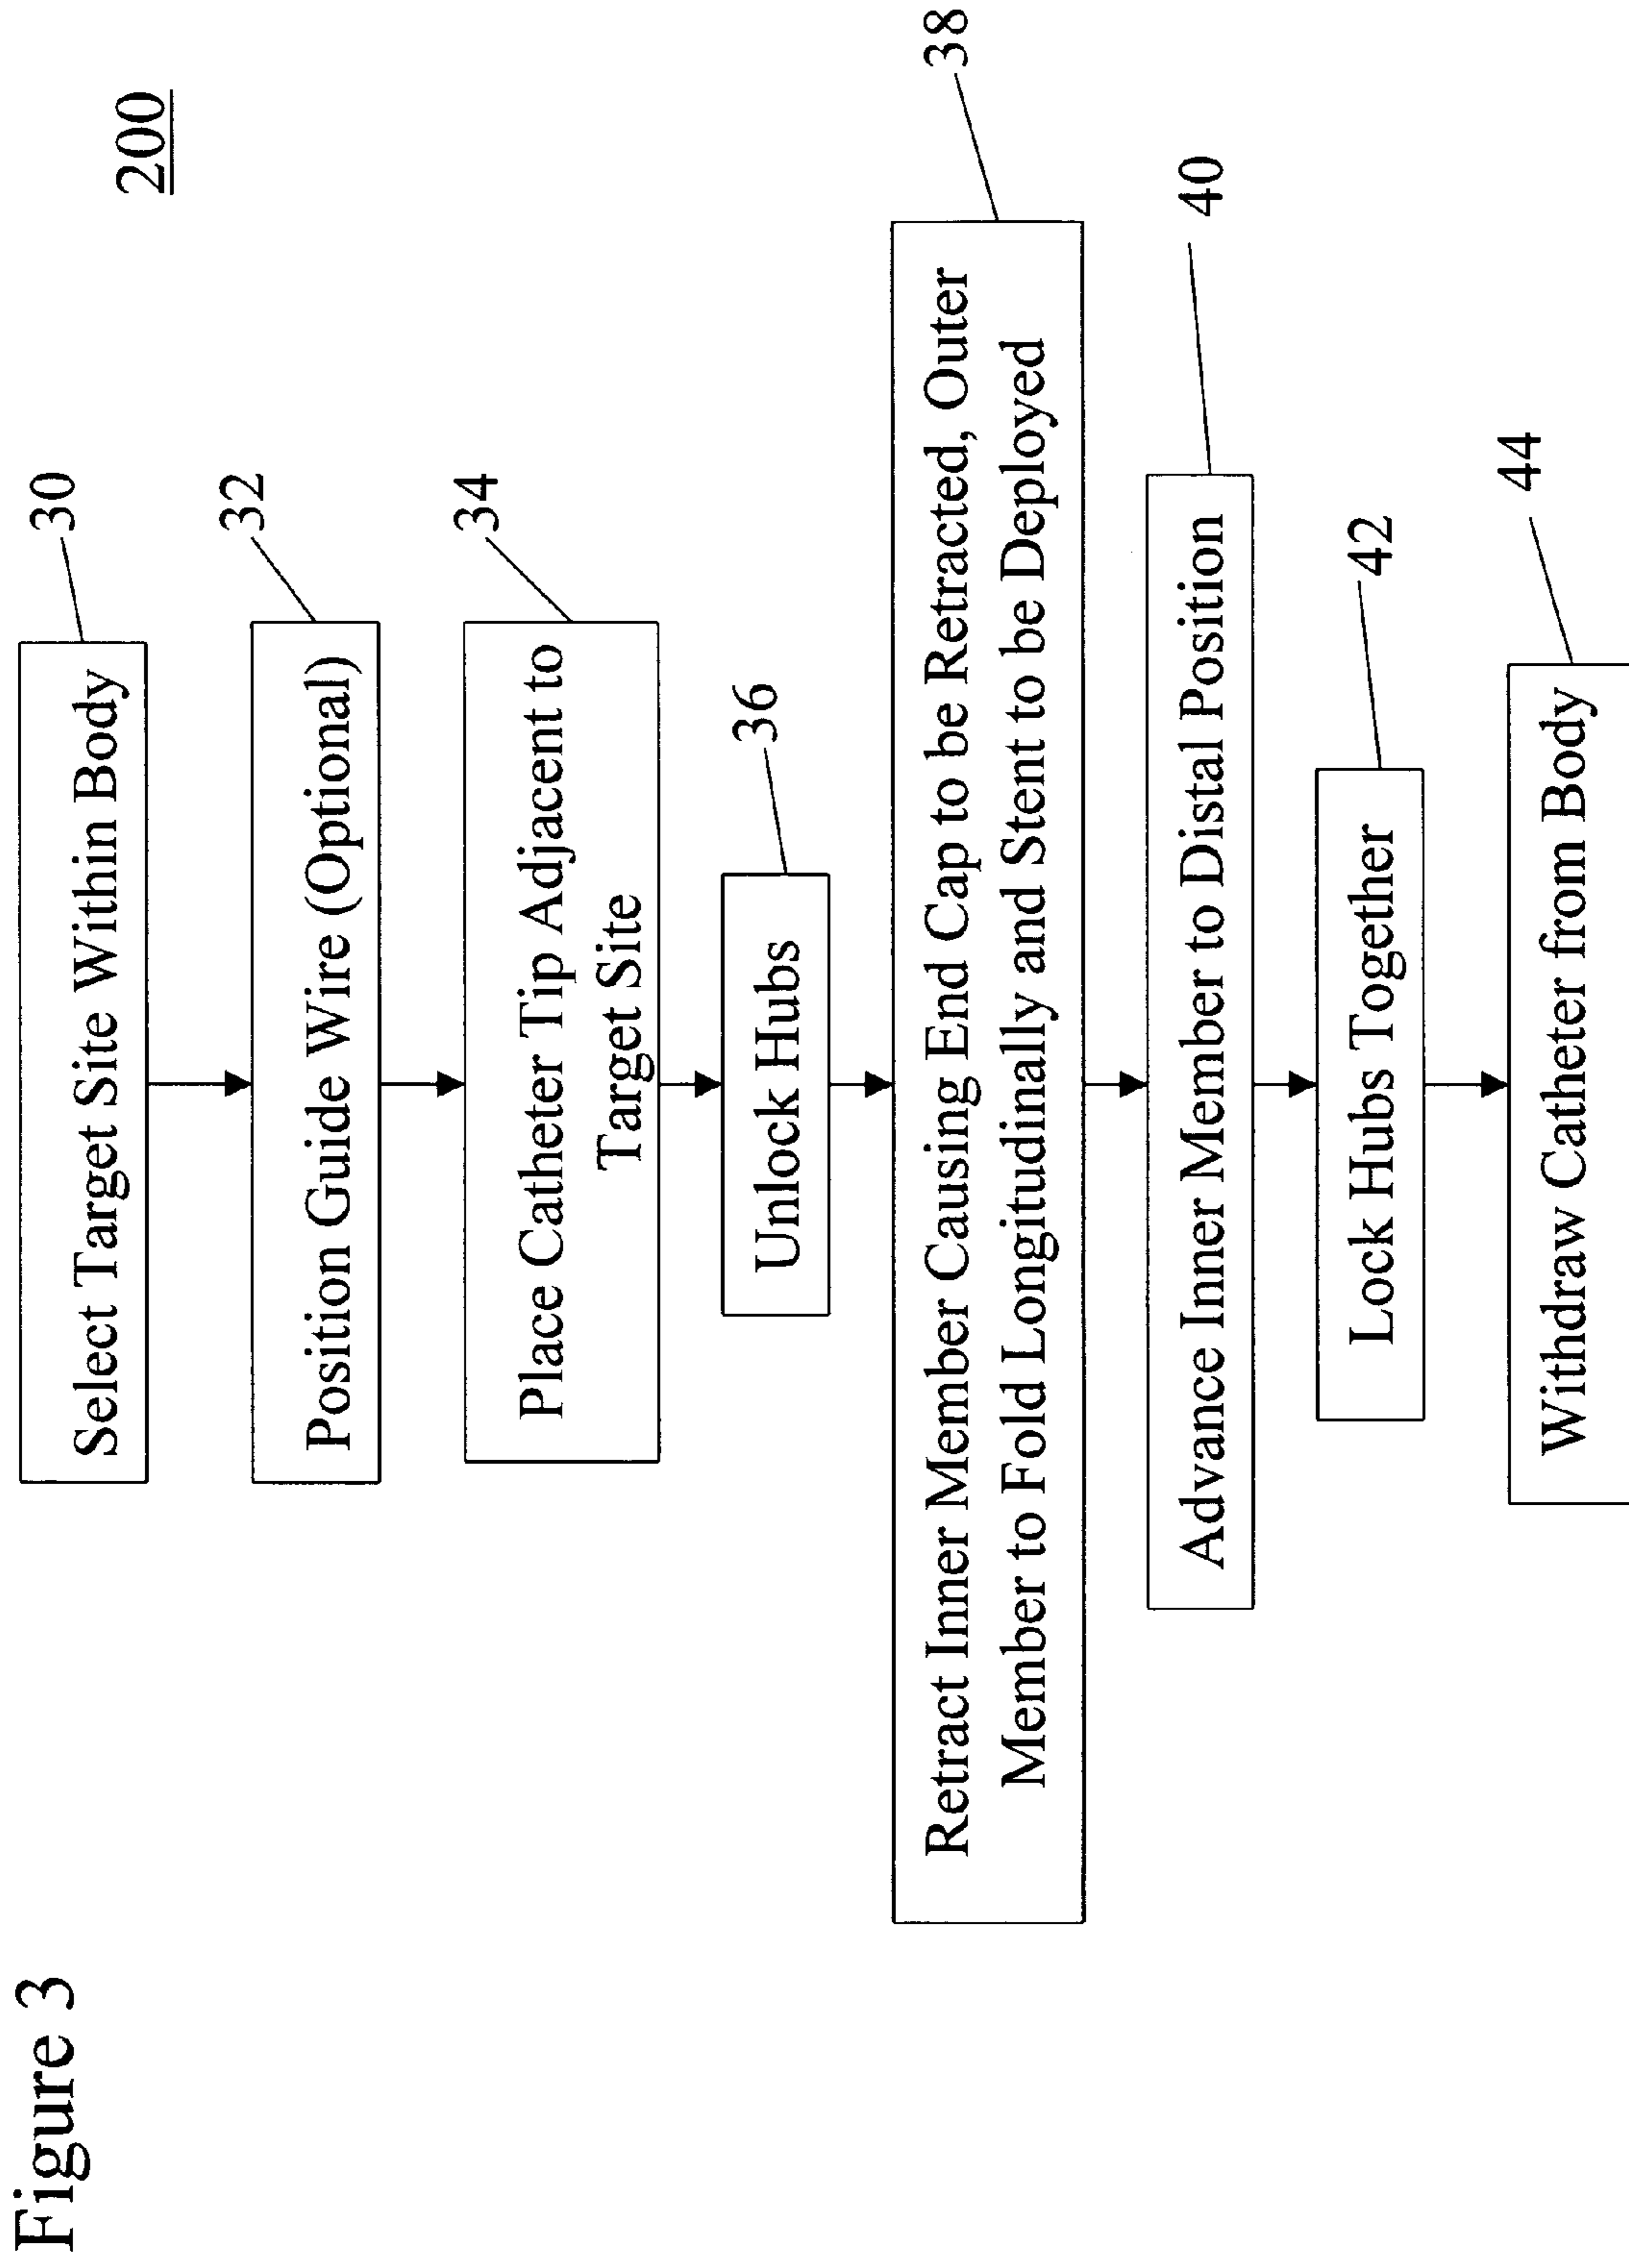 Figure 3
200
Select Target Site Within Body
30
Position Guide Wire (Optional)
32
Place Catheter Tip Adjacent to
Target Site
34
Unlock Hubs
36
Retract Inner Member Causing End Cap to be Retracted, Outer
Member to Fold Longitudinally and Stent to be Deployed
38
Advance Inner Member to Distal Position
40
Lock Hubs Together
42
Withdraw Catheter from Body
44